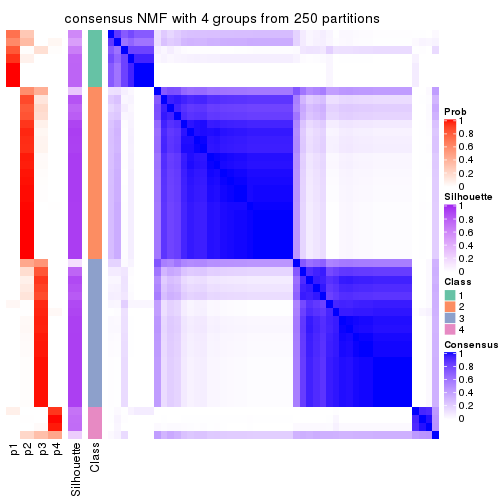 consensus NMF with 4 groups from 250 partitions
Prob
1
0.8
0.6
0.4
0.2
0
Silhouette
1
0.8
0.6
0.4
0.2
0
Class
1
2
3
4
Consensus
1
0.8
0.6
0.4
0.2
0
p1
p2
p3
p4
Silhouette
Class